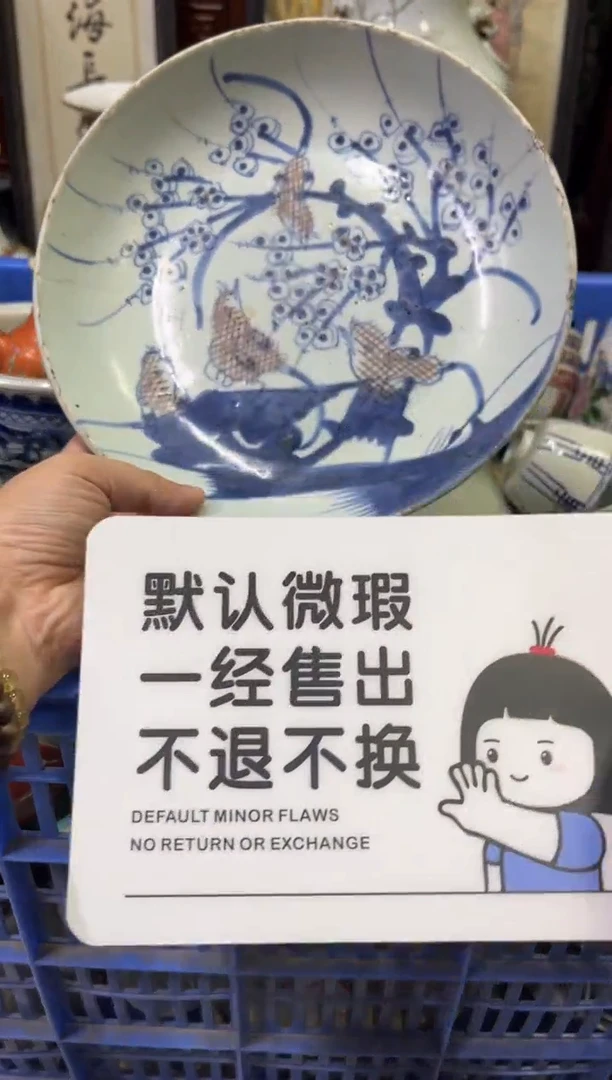 海
默认微瑕
一经售出
不退不换
DEFAULT MINOR FLAWS
NO RETURN OR EXCHANGE